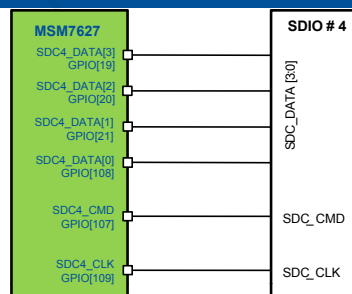 MSM7627
SDIO # 4
SDC4_DATA[3]
GPIO[19]
SDC4_DATA[2]
GPIO[20]
SDC4_DATA[1]
GPIO[21]
SDC4_DATA[0]
GPIO[108]
SDC_DATA [3:0]
SDC4_CMD
GPIO[107]
SDC_CMD
SDC4_CLK
GPIO[109]
SDC_CLK